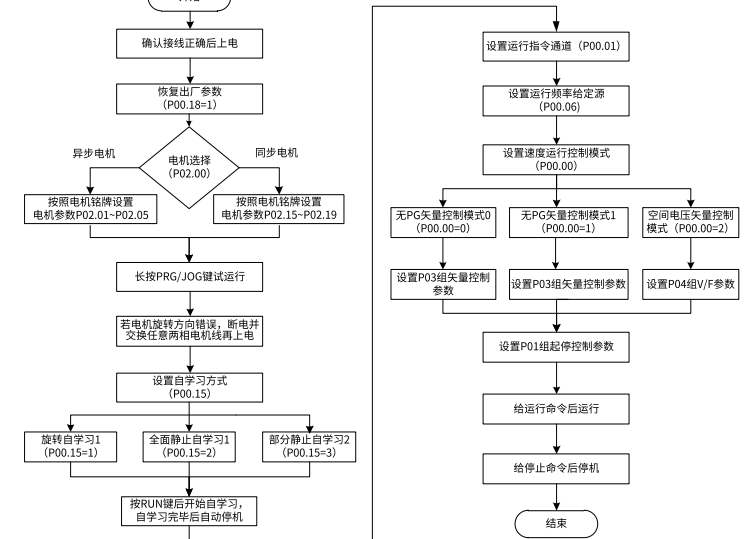 确认接线正确后上电
恢复出厂参数
（P00.18=1）
电机选择
（P02.00）
异步电机
同步电机
按照电机铭牌设置
电机参数P02.01~P02.05
按照电机铭牌设置
电机参数P02.15~P02.19
长按PRG/JOG键试运行
若电机旋转方向错误，断电并
交换任意两相电机线再上电
设置自学习方式
（P00.15）
旋转自学习1
（P00.15=1）
全面静止自学习1
（P00.15=2）
部分静止自学习2
（P00.15=3）
按RUN键后开始自学习，
自学习完毕后自动停机
设置运行指令通道（P00.01）
设置运行频率给定源
（P00.06）
设置速度运行控制模式
（P00.00）
无PG矢量控制模式0
（P00.00=0）
无PG矢量控制模式1
（P00.00=1）
空间电压矢量控制
模式（P00.00=2）
设置P03组矢量控制
参数
设置P03组矢量控制参数
设置P04组V/F参数
设置P01组起停控制参数
给运行命令后运行
给停止命令后停机
结束